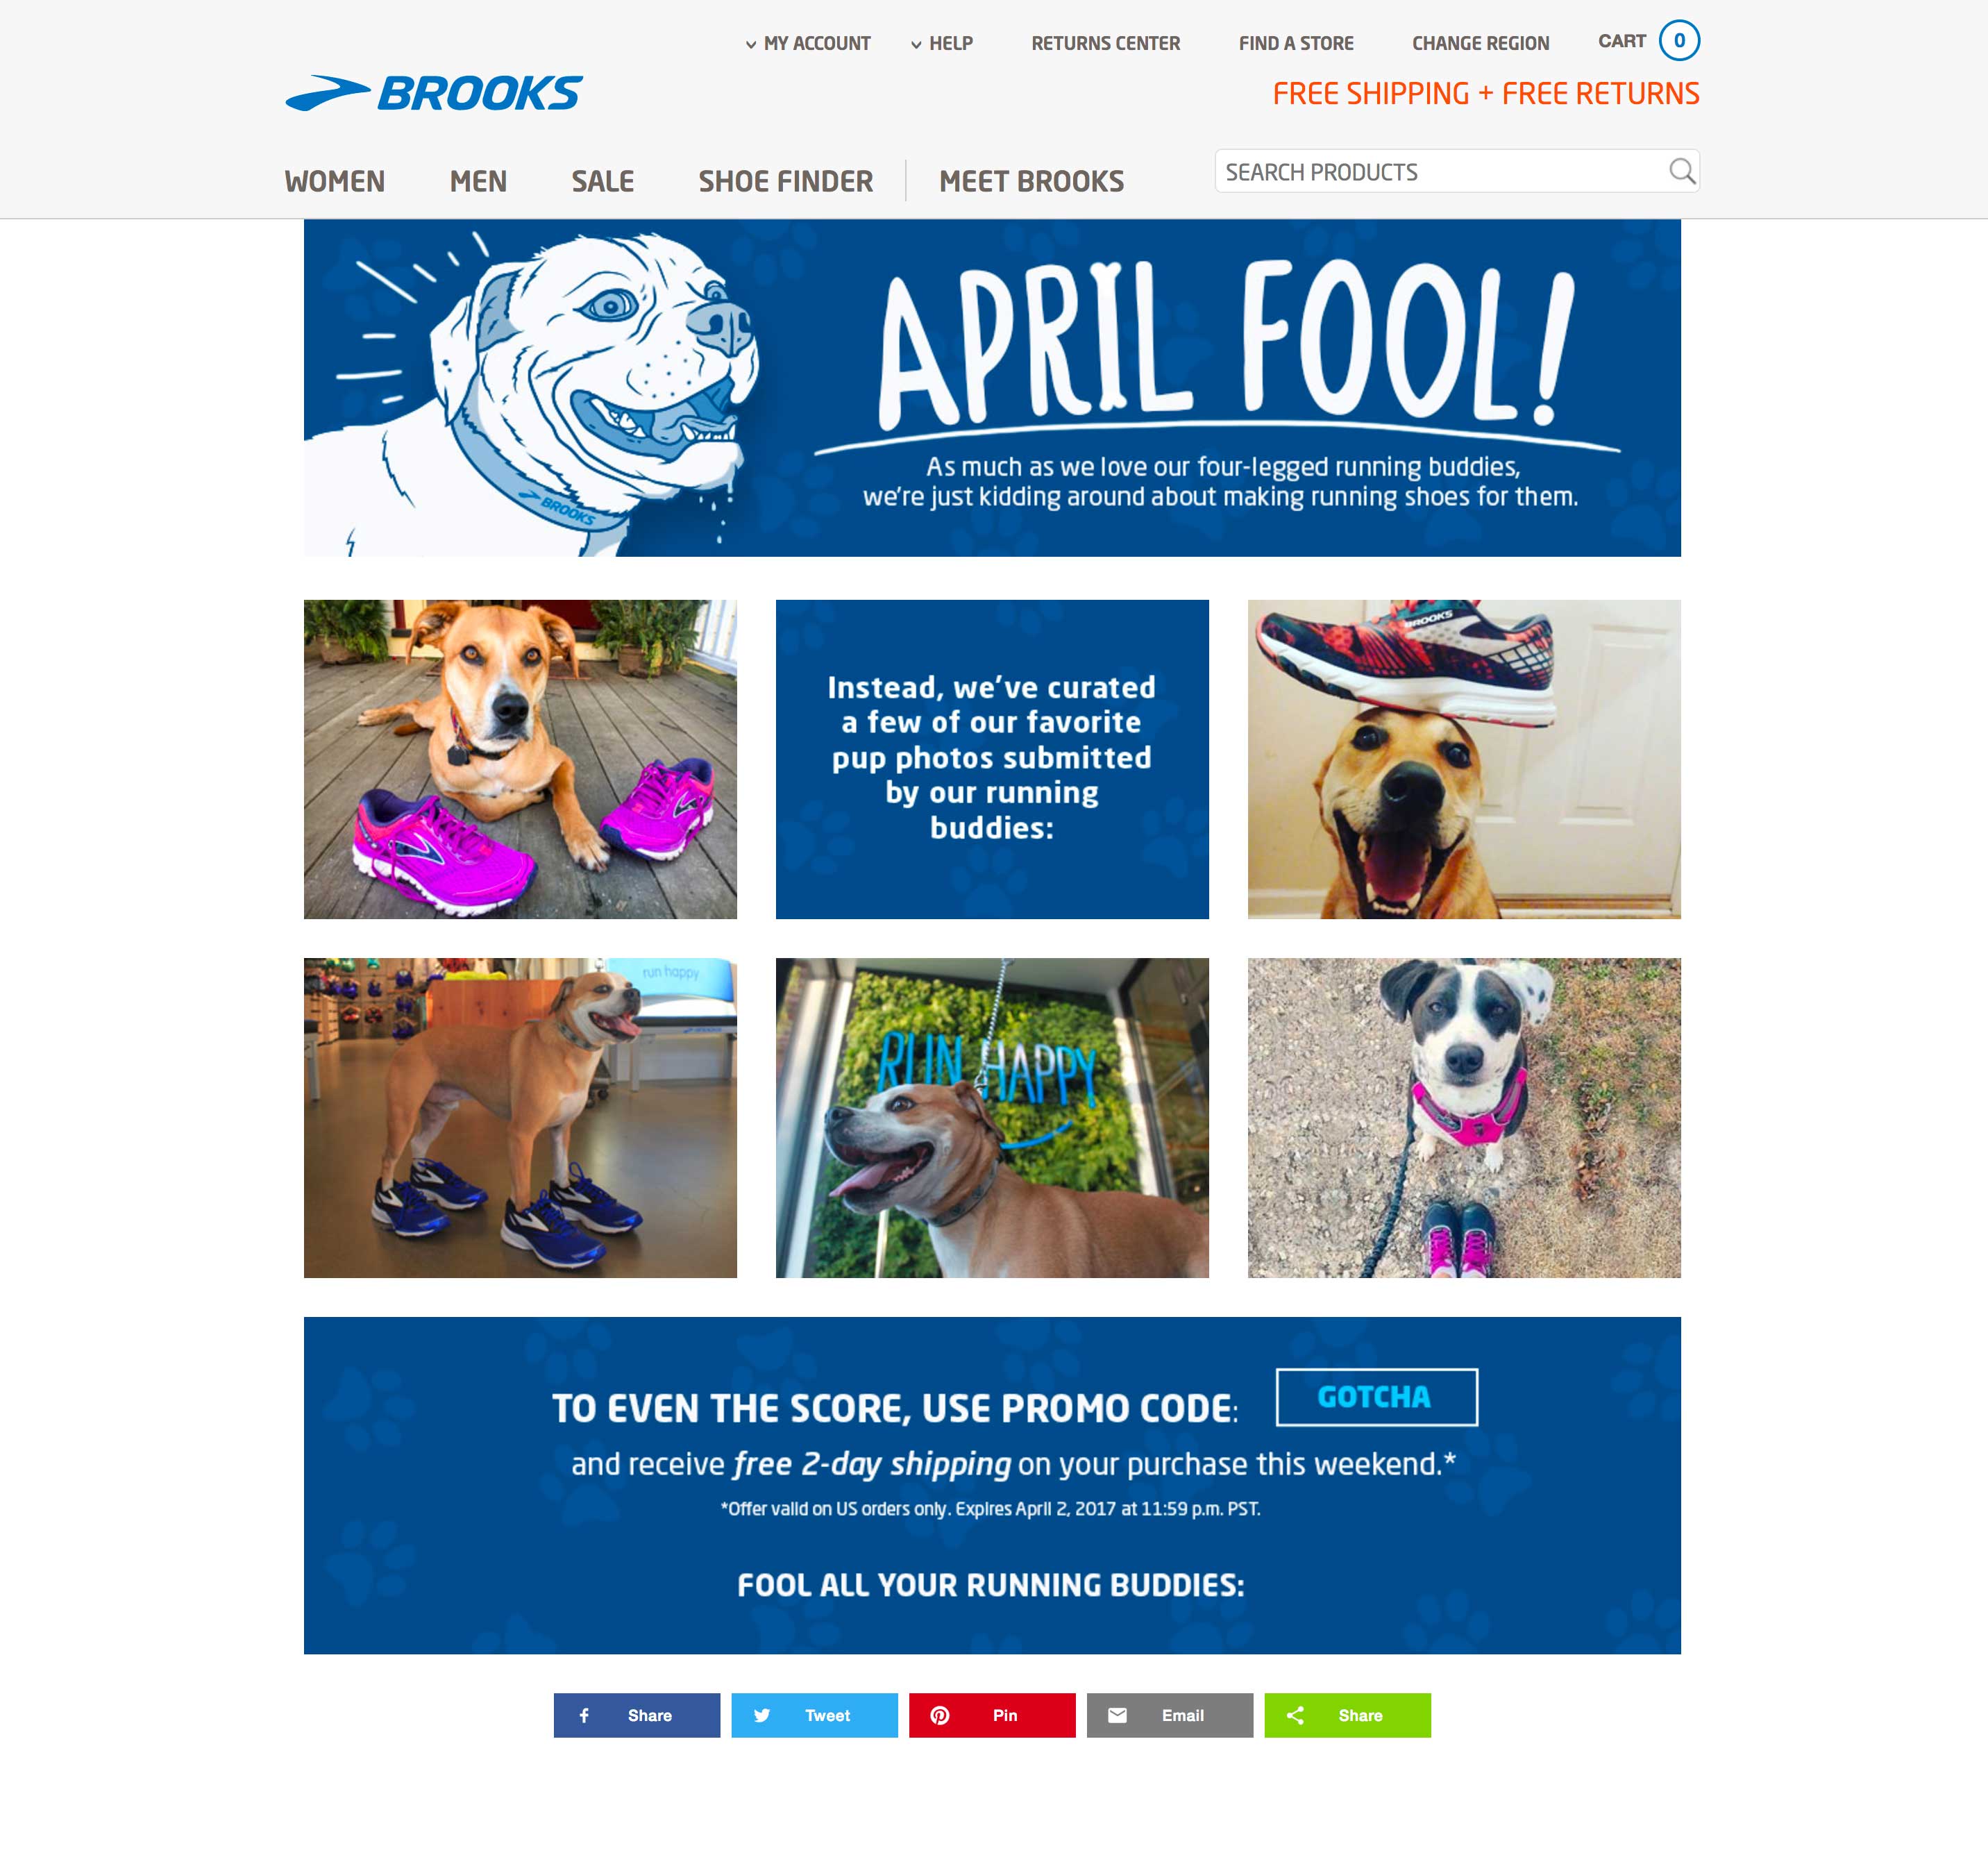 MY ACCOUNT HELP RETURNS CENTER FIND A STORE CHANGE REGION CART 0
BROOKS
FREE SHIPPING + FREE RETURNS
WOMEN MEN SALE SHOE FINDER MEET BROOKS
SEARCH PRODUCTS
APRIL FOOL!
As much as we love our four-legged running buddies,
we're just kidding around about making running shoes for them.
BROOKS
Instead, we've curated
a few of our favorite
pup photos submitted
by our running
buddies:
BROOKS
run happy
BROOKS
RUN HAPPY
TO EVEN THE SCORE, USE PROMO CODE: GOTCHA
and receive free 2-day shipping on your purchase this weekend.*
*Offer valid on US orders only. Expires April 2, 2017 at 11:59 p.m. PST.
FOOL ALL YOUR RUNNING BUDDIES:
Share Tweet Pin Email Share